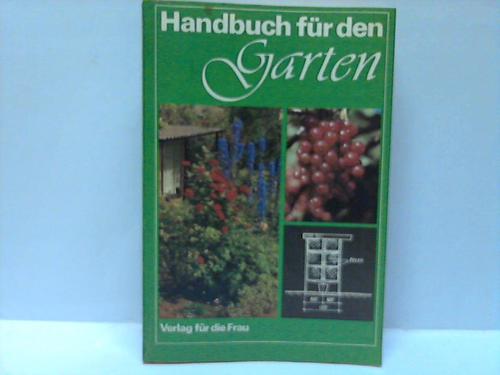 Handbuch für den
Garten
Verlag für die Frau